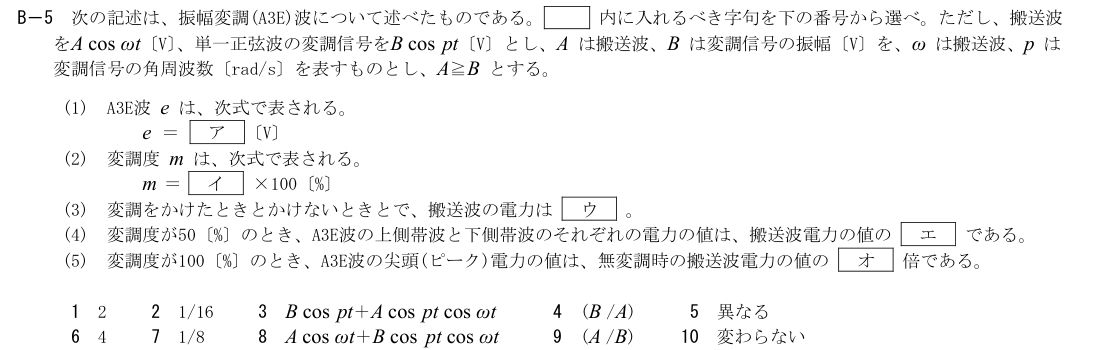 B－5 次の記述は、振幅変調(A3E)波について述べたものである。 内に入れるべき字句を下の番号から選べ。ただし、搬送波
をA cos ωt〔V〕、単一正弦波の変調信号をB cos pt〔V〕とし、A は搬送波、B は変調信号の振幅〔V〕を、ω は搬送波、p は
変調信号の角周波数〔rad/s〕を表すものとし、A≧B とする。
(1) A3E波 e は、次式で表される。
e ＝ ア 〔V〕
(2) 変調度 m は、次式で表される。
m ＝ イ ×100〔%〕
(3) 変調をかけたときとかけないときとで、搬送波の電力は ウ 。
(4) 変調度が50〔%〕のとき、A3E波の上側帯波と下側帯波のそれぞれの電力の値は、搬送波電力の値の エ である。
(5) 変調度が100〔%〕のとき、A3E波の尖頭(ピーク)電力の値は、無変調時の搬送波電力の値の オ 倍である。
1 2 2 1/16 3 B cos pt＋A cos pt cos ωt 4 (B /A) 5 異なる
6 4 7 1/8 8 A cos ωt＋B cos pt cos ωt 9 (A /B) 10 変わらない